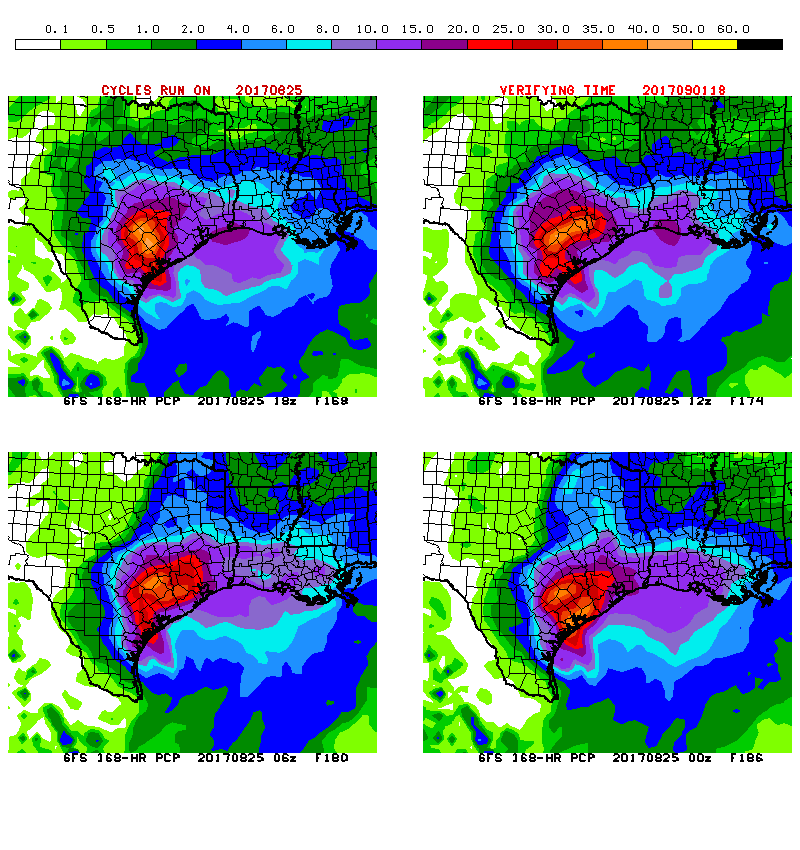 0.1 0.5 1.0 2.0 4.0 6.0 8.0 10.0 15.0 20.0 25.0 30.0 35.0 40.0 50.0 60.0
CYCLES RUN ON 20170825 VERIFYING TIME 2017090118
GFS 168-HR PCP 20170825 18z F168 GFS 168-HR PCP 20170825 12z F174
GFS 168-HR PCP 20170825 06z F180 GFS 168-HR PCP 20170825 00z F186